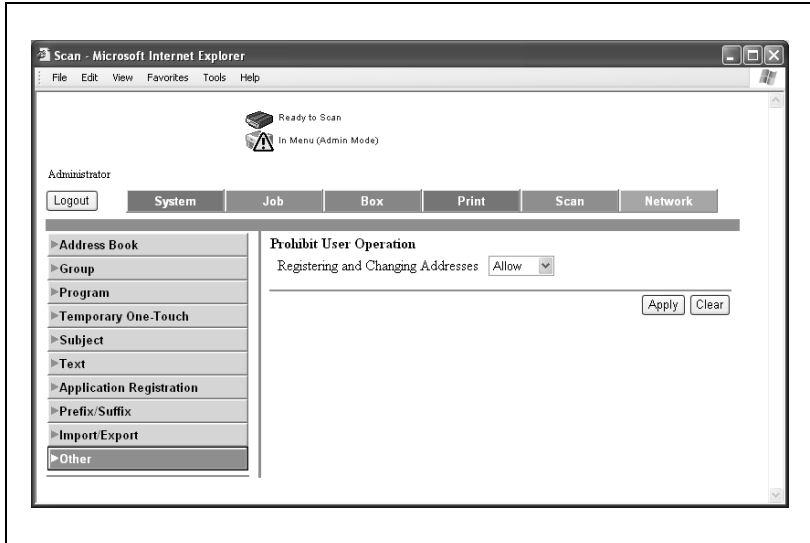 Scan - Microsoft Internet Explorer
File Edit View Favorites Tools Help
Ready to Scan
In Menu (Admin Mode)
Administrator
Logout System Job Box Print Scan Network
Address Book
Group
Program
Temporary One-Touch
Subject
Text
Application Registration
Prefix/Suffix
Import/Export
Other
Prohibit User Operation
Registering and Changing Addresses Allow
Apply Clear